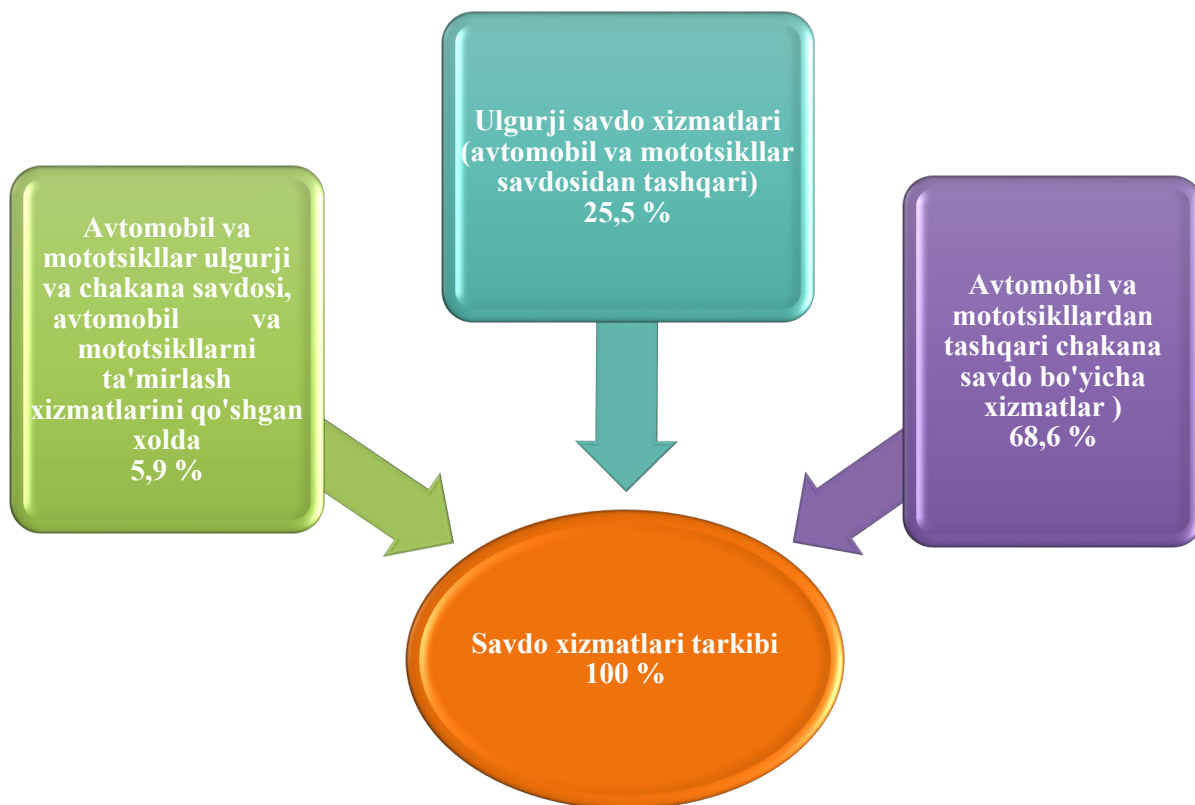 Avtomobil va
mototsikllar ulgurji
va chakana savdosi,
avtomobil va
mototsikllarni
ta'mirlash
xizmatlarini qo'shgan
xolda
5,9 %
Ulgurji savdo xizmatlari
(avtomobil va mototsikllar
savdosidan tashqari)
25,5 %
Avtomobil va
mototsikllardan
tashqari chakana
savdo bo'yicha
xizmatlar )
68,6 %
Savdo xizmatlari tarkibi
100 %